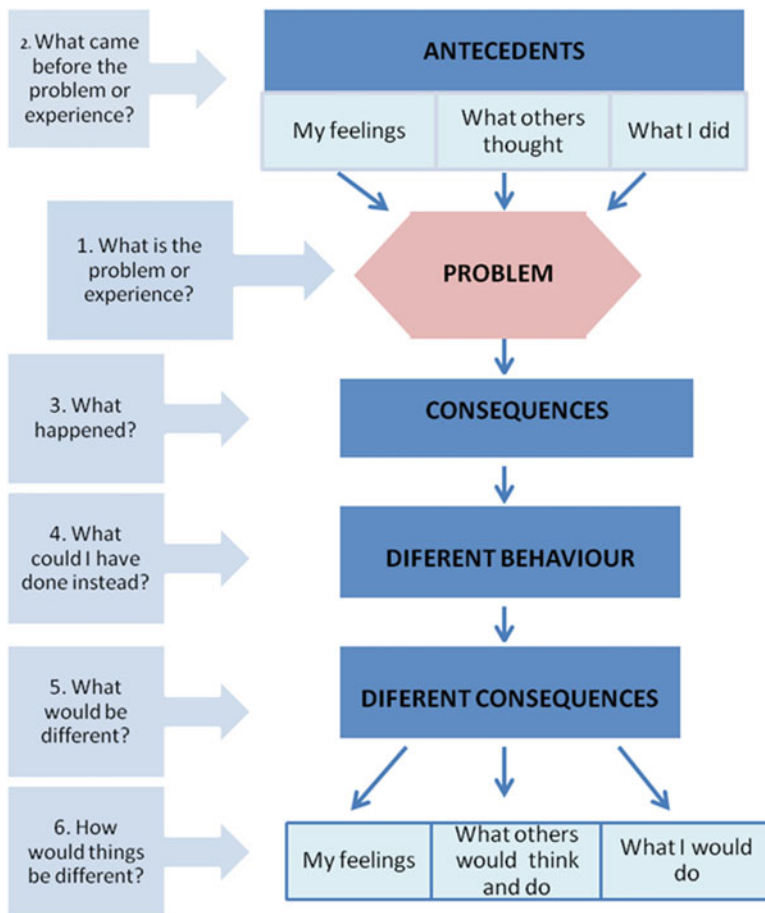 2. What came
before the
problem or
experience?
ANTECEDENTS
My feelings
What others
thought
What I did
1. What is the
problem or
experience?
PROBLEM
3. What
happened?
CONSEQUENCES
4. What
could I have
done instead?
DIFERENT BEHAVIOUR
5. What
would be
different?
DIFERENT CONSEQUENCES
6. How
would things
be different?
My feelings
What others
would think
and do
What I would
do